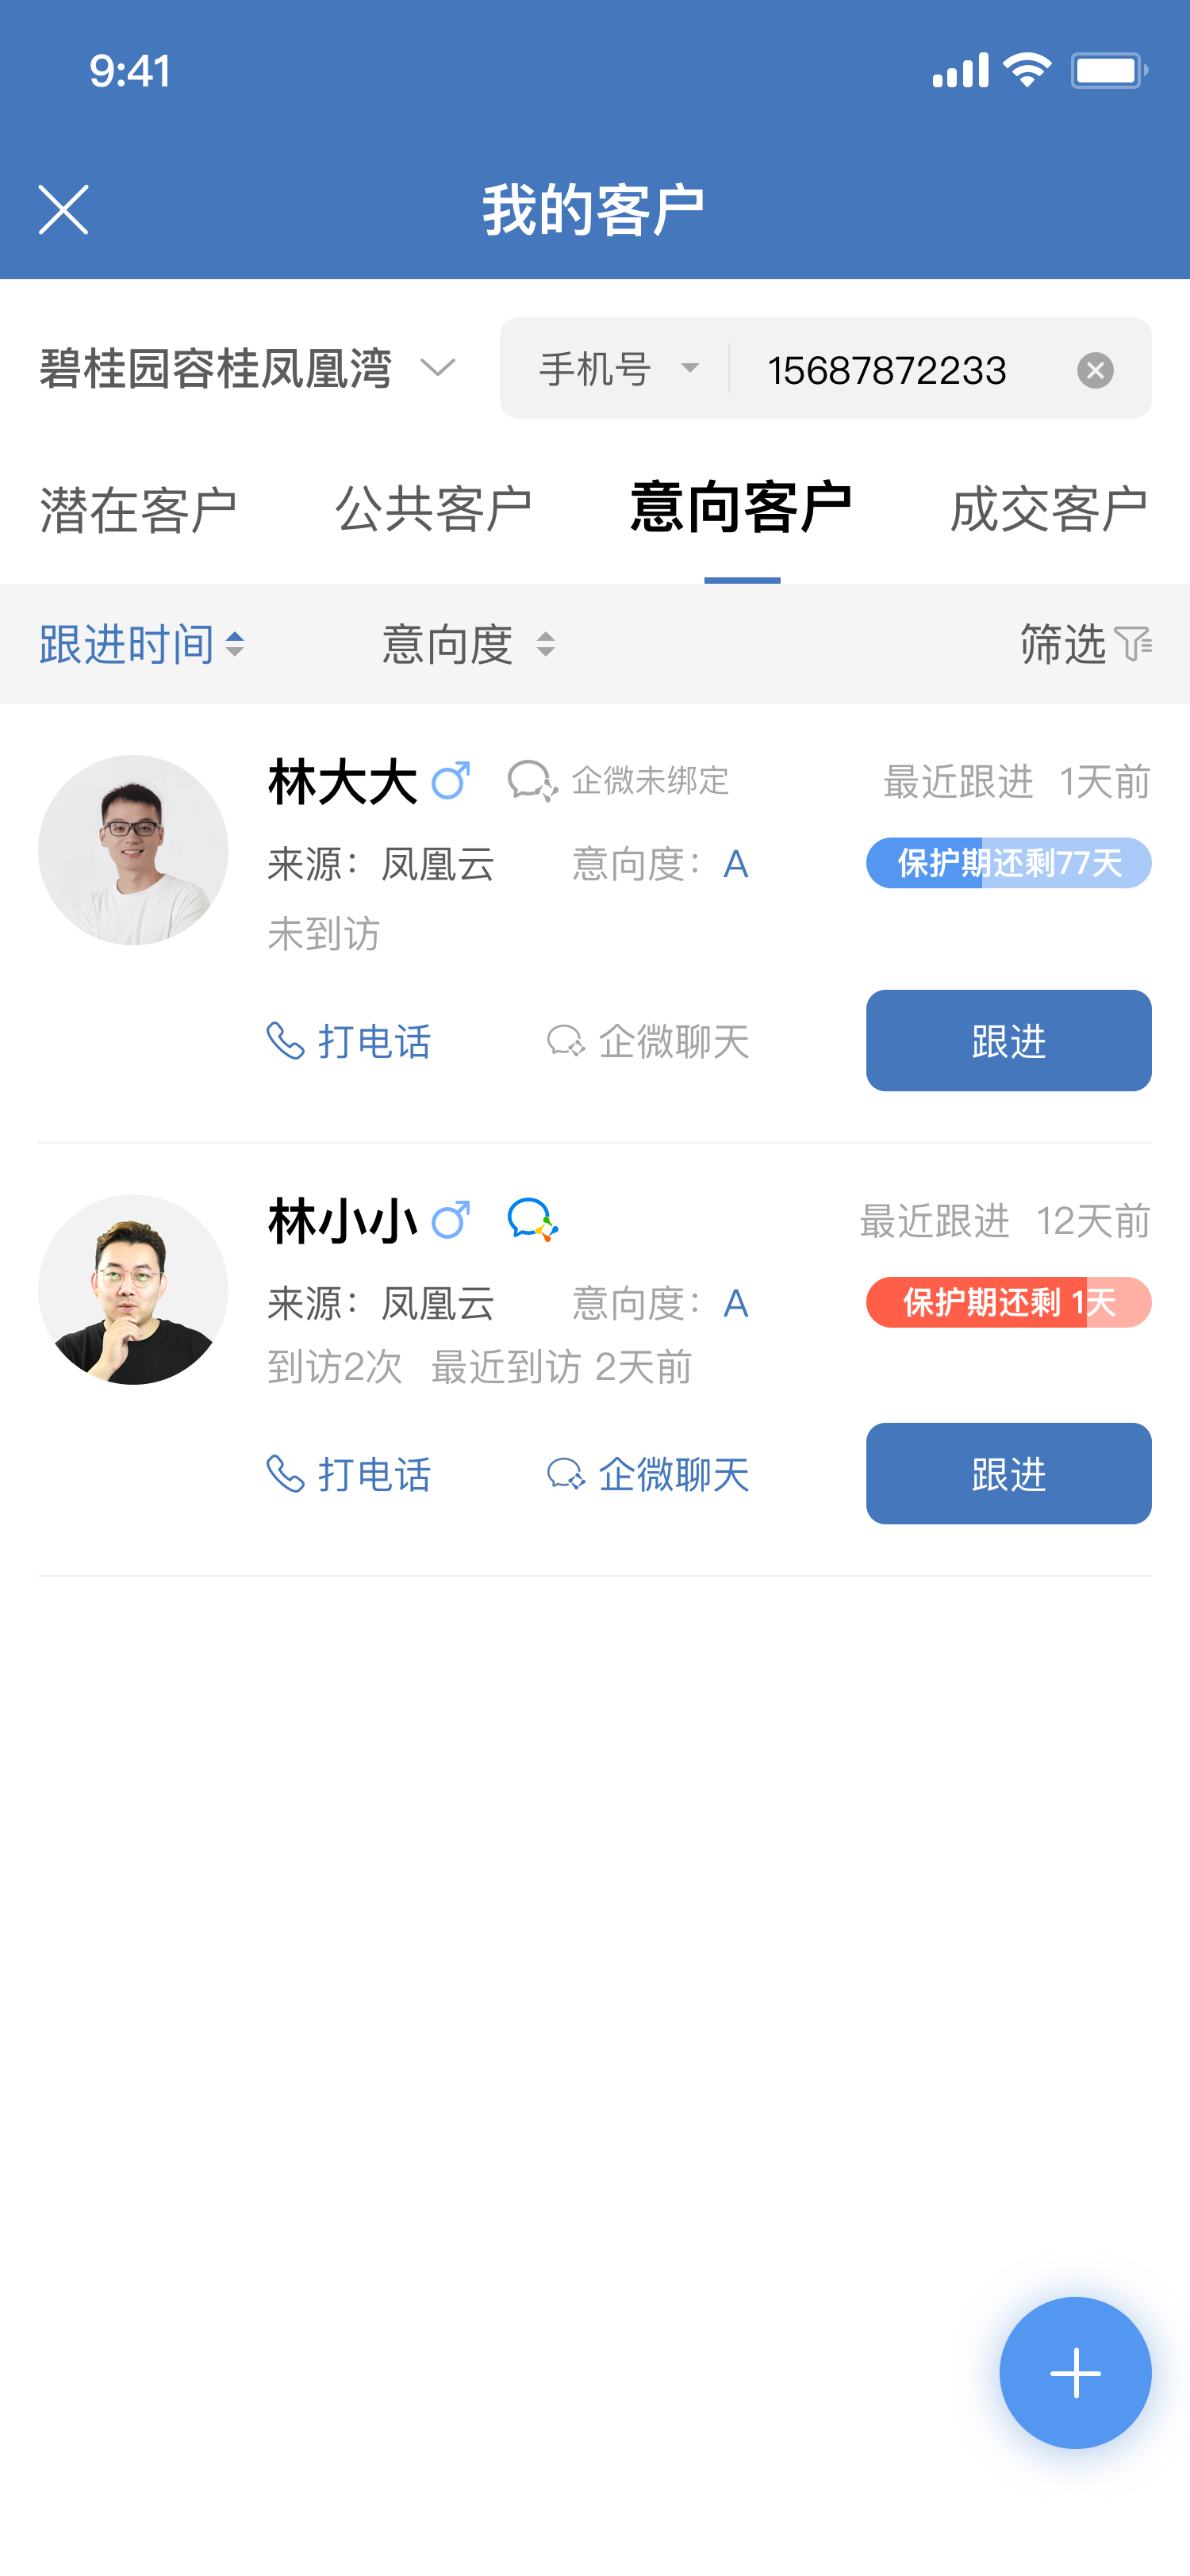 9:41
我的客户
碧桂园容桂凤凰湾 手机号 15687872233
潜在客户 公共客户 意向客户 成交客户
跟进时间 意向度 筛选
林大大 企微未绑定 最近跟进 1天前
来源：凤凰云 意向度：A 保护期还剩77天
未到访
打电话 企微聊天 跟进
林小小 最近跟进 12天前
来源：凤凰云 意向度：A 保护期还剩 1天
到访2次 最近到访 2天前
打电话 企微聊天 跟进